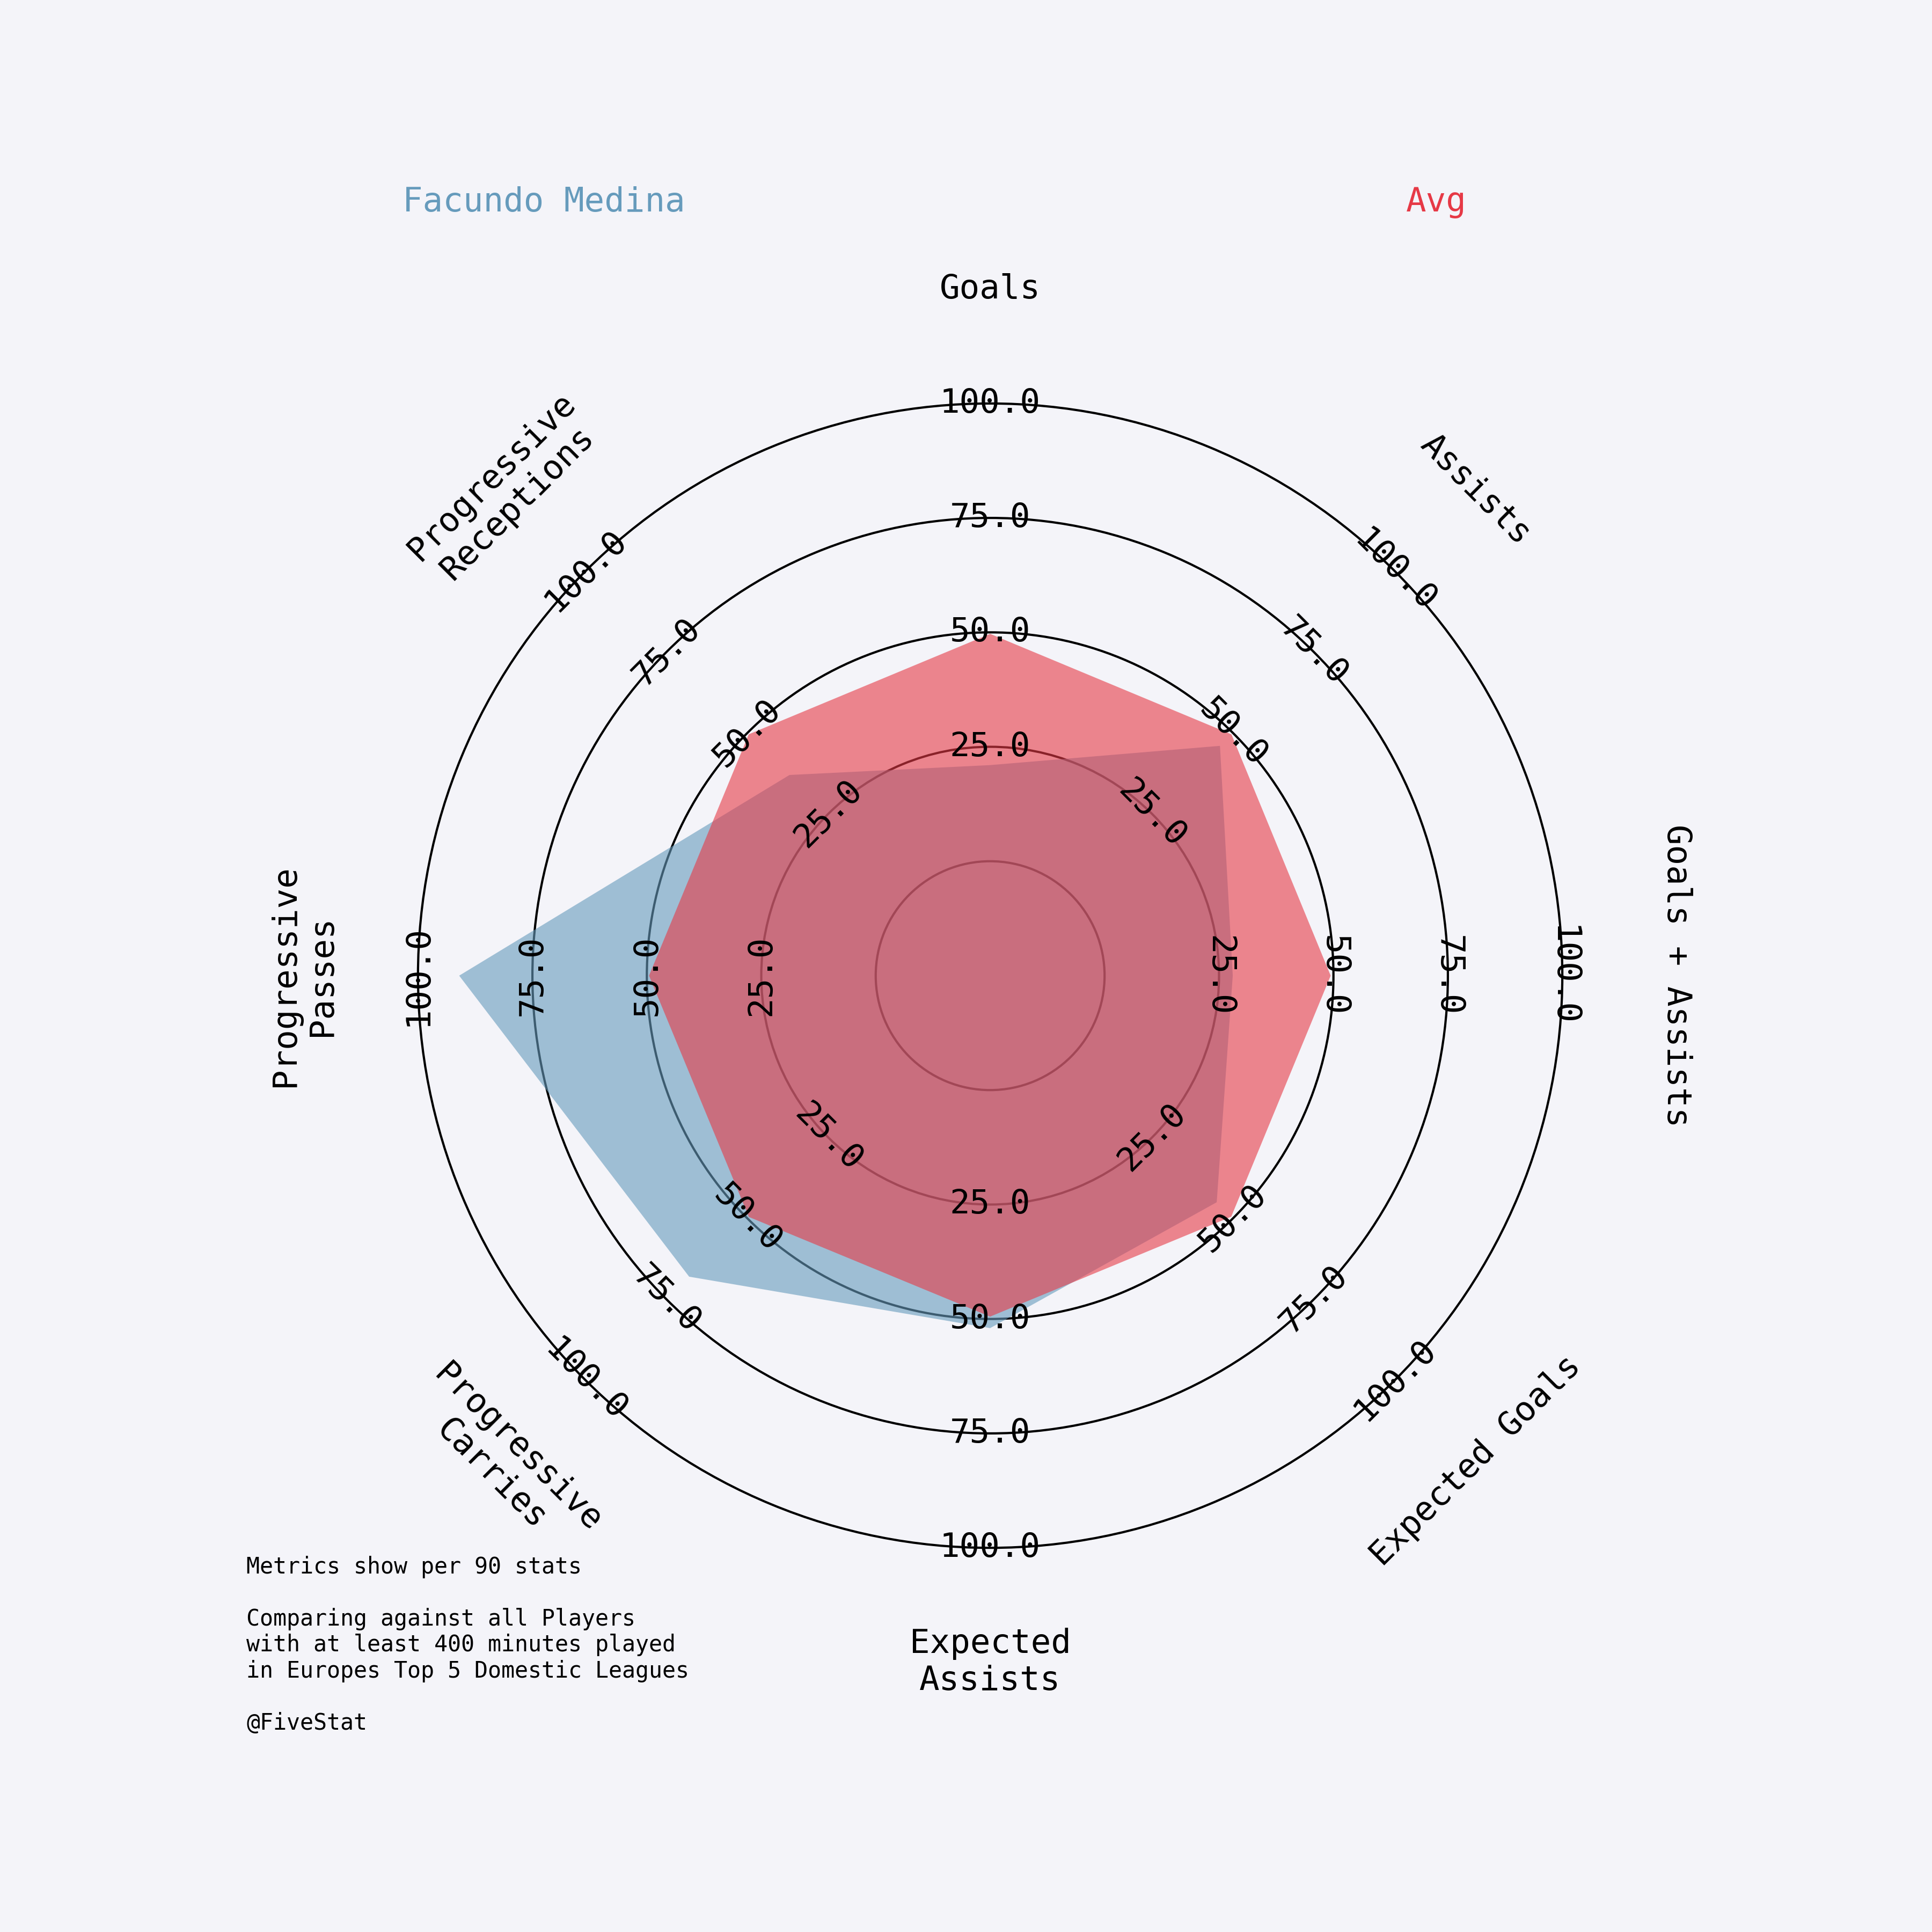 Facundo Medina
Avg
Goals
Assists
Goals + Assists
Expected Goals
Expected
Assists
Progressive
Carries
Progressive
Passes
Progressive
Receptions
100.0
75.0
50.0
25.0
100.0
75.0
50.0
25.0
100.0
75.0
50.0
25.0
100.0
75.0
50.0
25.0
100.0
75.0
50.0
25.0
100.0
75.0
50.0
25.0
100.0
75.0
50.0
25.0
100.0
75.0
50.0
25.0
Metrics show per 90 stats
Comparing against all Players
with at least 400 minutes played
in Europes Top 5 Domestic Leagues
@FiveStat